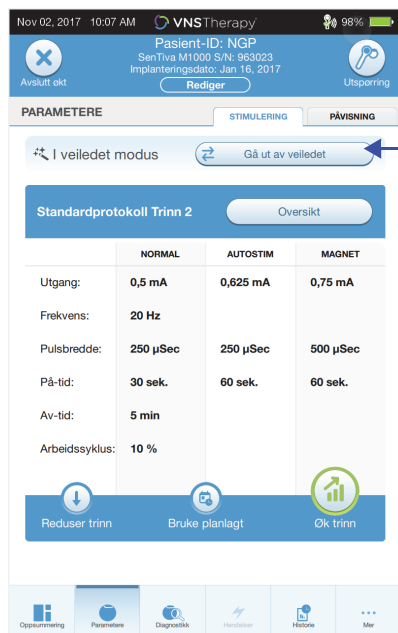 Nov 02, 2017 10:07 AM VNSTherapy 98%
Pasient-ID: NGP
SenTiva M1000 S/N: 963023
Implanteringsdato: Jan 16, 2017
Avslutt økt Rediger Utspørring
PARAMETERE STIMULERING PÅVISNING
I veiledet modus Gå ut av veiledet
Standardprotokoll Trinn 2 Oversikt
NORMAL AUTOSTIM MAGNET
Utgang: 0,5 mA 0,625 mA 0,75 mA
Frekvens: 20 Hz
Pulsbredde: 250 µSec 250 µSec 500 µSec
På-tid: 30 sek. 60 sek. 60 sek.
Av-tid: 5 min
Arbeidssyklus: 10 %
Reduser trinn Bruke planlagt Øk trinn
Oppsummering Parametere Diagnostikk Hendelser Historie Mer